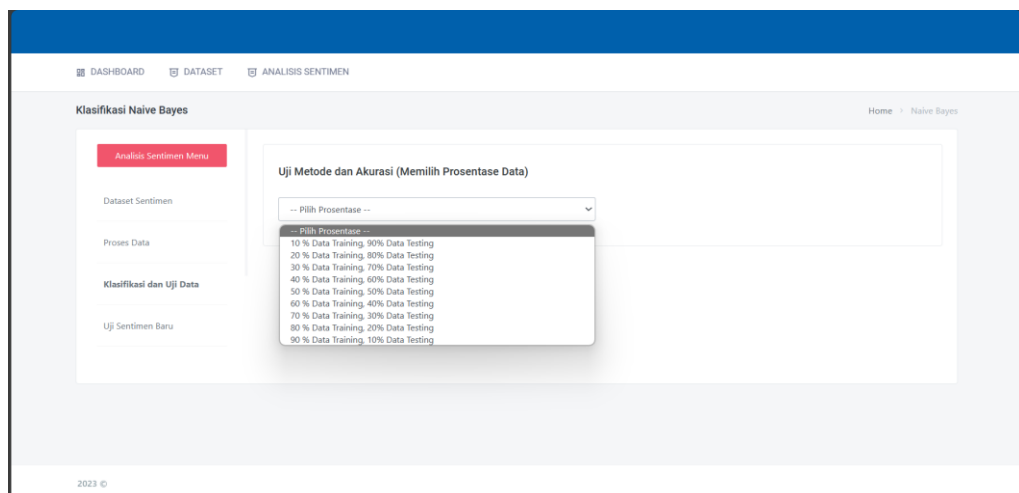 DASHBOARD DATASET ANALISIS SENTIMEN
Klasifikasi Naive Bayes
Home > Naive Bayes
Analisis Sentimen Menu
Dataset Sentimen
Proses Data
Klasifikasi dan Uji Data
Uji Sentimen Baru
Uji Metode dan Akurasi (Memilih Prosentase Data)
-- Pilih Prosentase --
-- Pilih Prosentase --
10 % Data Training, 90% Data Testing
20 % Data Training, 80% Data Testing
30 % Data Training, 70% Data Testing
40 % Data Training, 60% Data Testing
50 % Data Training, 50% Data Testing
60 % Data Training, 40% Data Testing
70 % Data Training, 30% Data Testing
80 % Data Training, 20% Data Testing
90 % Data Training, 10% Data Testing
2023 ©